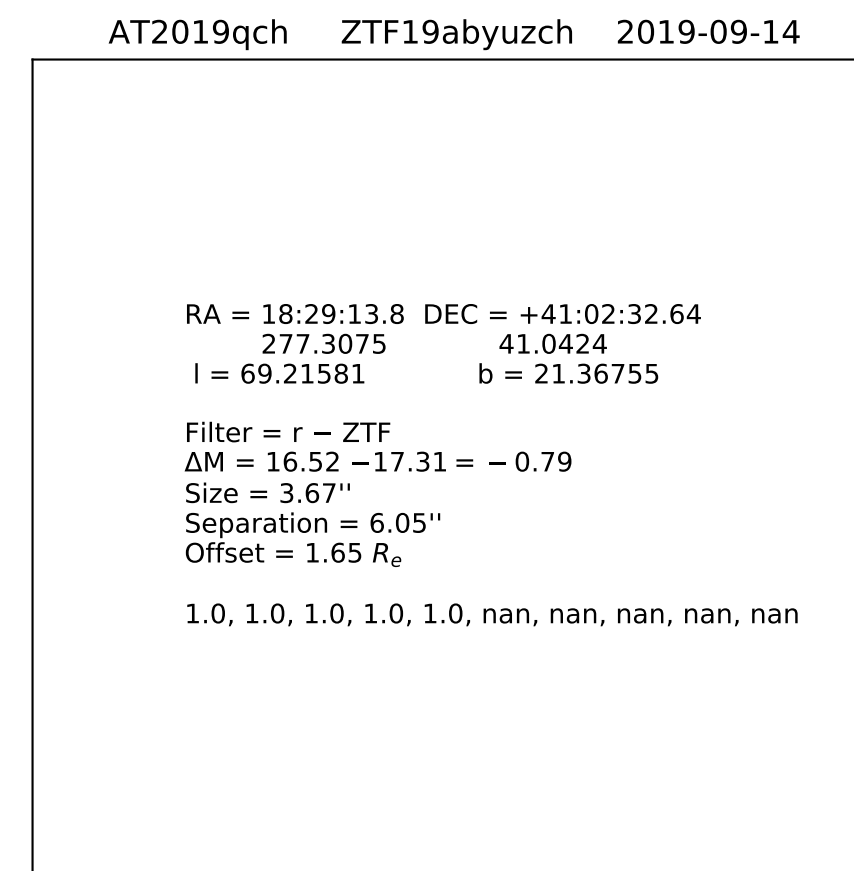 AT2019qch ZTF19abyuzch 2019-09-14
RA = 18:29:13.8 DEC = +41:02:32.64
277.3075 41.0424
l = 69.21581 b = 21.36755
Filter = r − ZTF
ΔM = 16.52 −17.31 = − 0.79
Size = 3.67''
Separation = 6.05''
Offset = 1.65 Re
1.0, 1.0, 1.0, 1.0, 1.0, nan, nan, nan, nan, nan